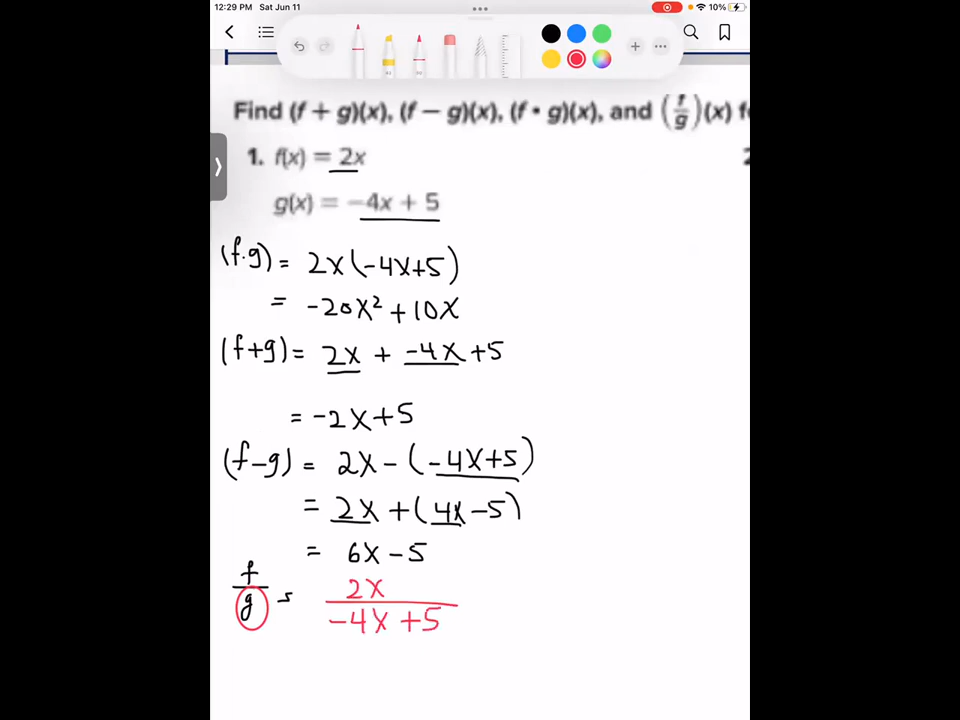 12:29 PM Sat Jun 11 10%
Find (f + g)(x), (f – g)(x), (f • g)(x), and (f/g)(x) f
1. f(x) = 2x 2
g(x) = –4x + 5
(f·g) = 2x(-4x+5)
= -20x² + 10x
(f+g) = 2x + -4x +5
= -2x+5
(f-g) = 2x - (-4x+5)
= 2x +(4x -5)
= 6x -5
f/g = 2x/(-4x +5)